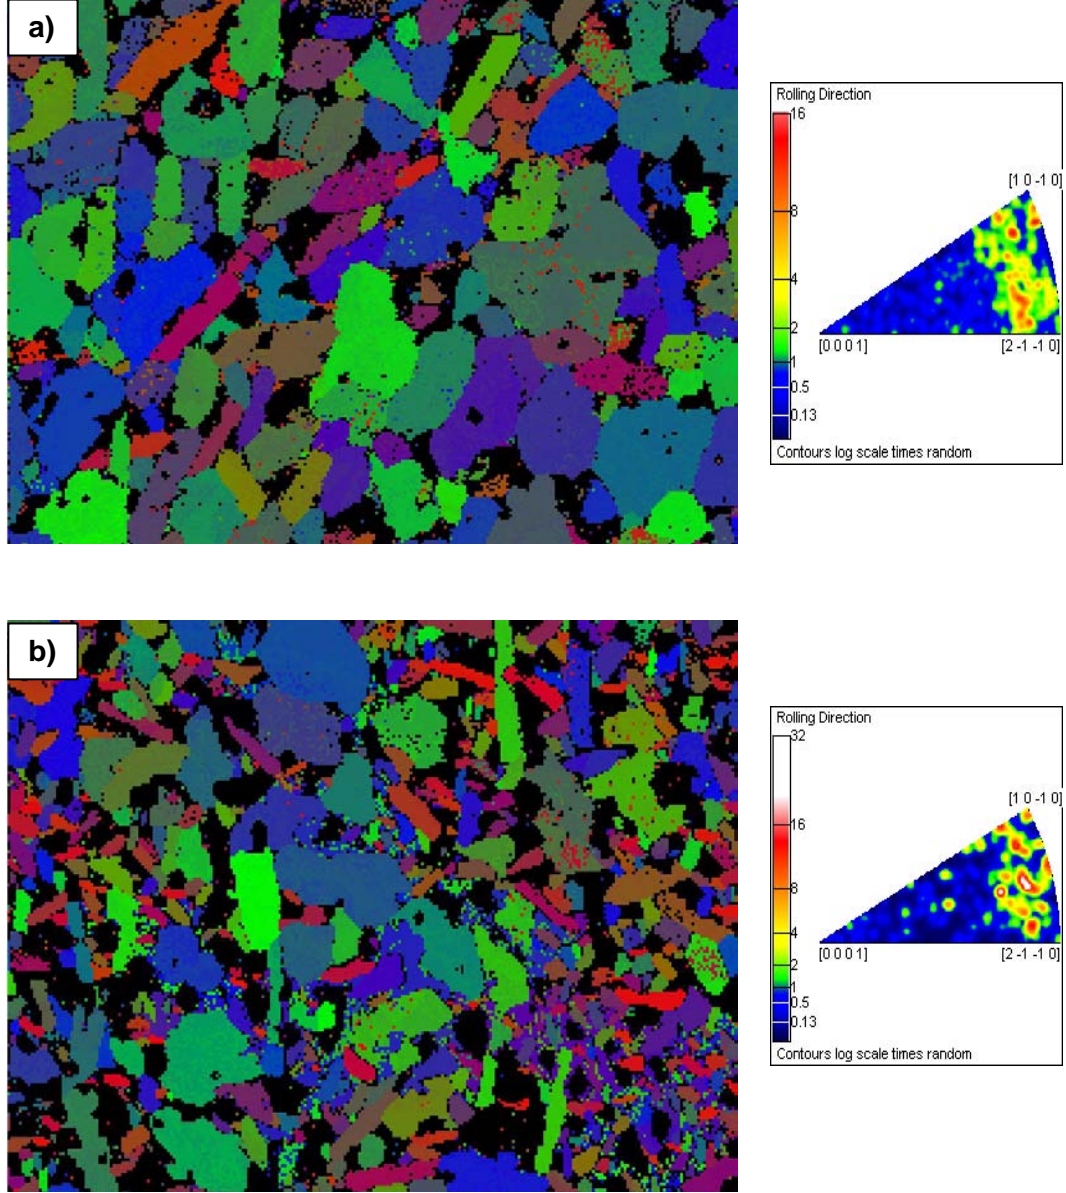 a)
Rolling Direction
16
[1 0 -1 0]
8
4
2
1
[0 0 0 1]
[2 -1 -1 0]
0.5
0.13
Contours log scale times random
b)
Rolling Direction
32
[1 0 -1 0]
16
8
4
[0 0 0 1]
[2 -1 -1 0]
2
1
0.5
0.13
Contours log scale times random